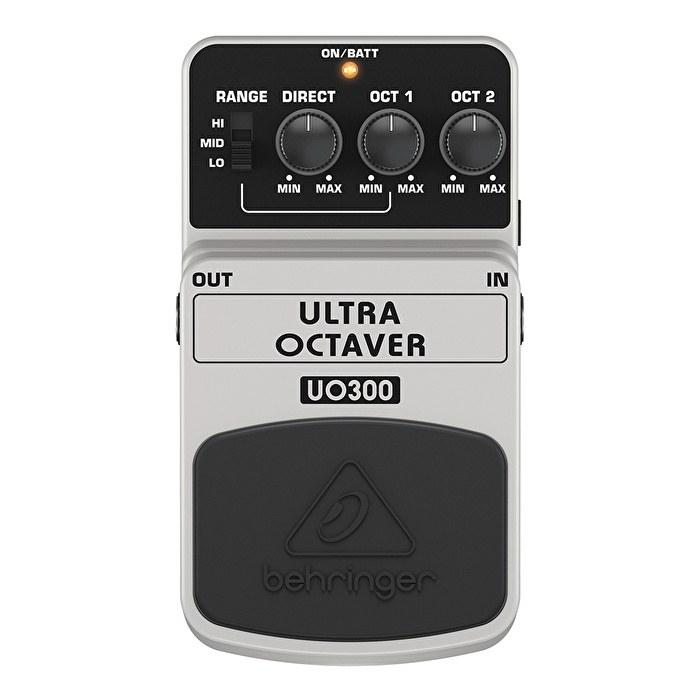 ON/BATT
RANGE DIRECT OCT 1 OCT 2
HI
MID
LO
MIN MAX MIN MAX MIN MAX
OUT IN
ULTRA
OCTAVER
UO300
behringer